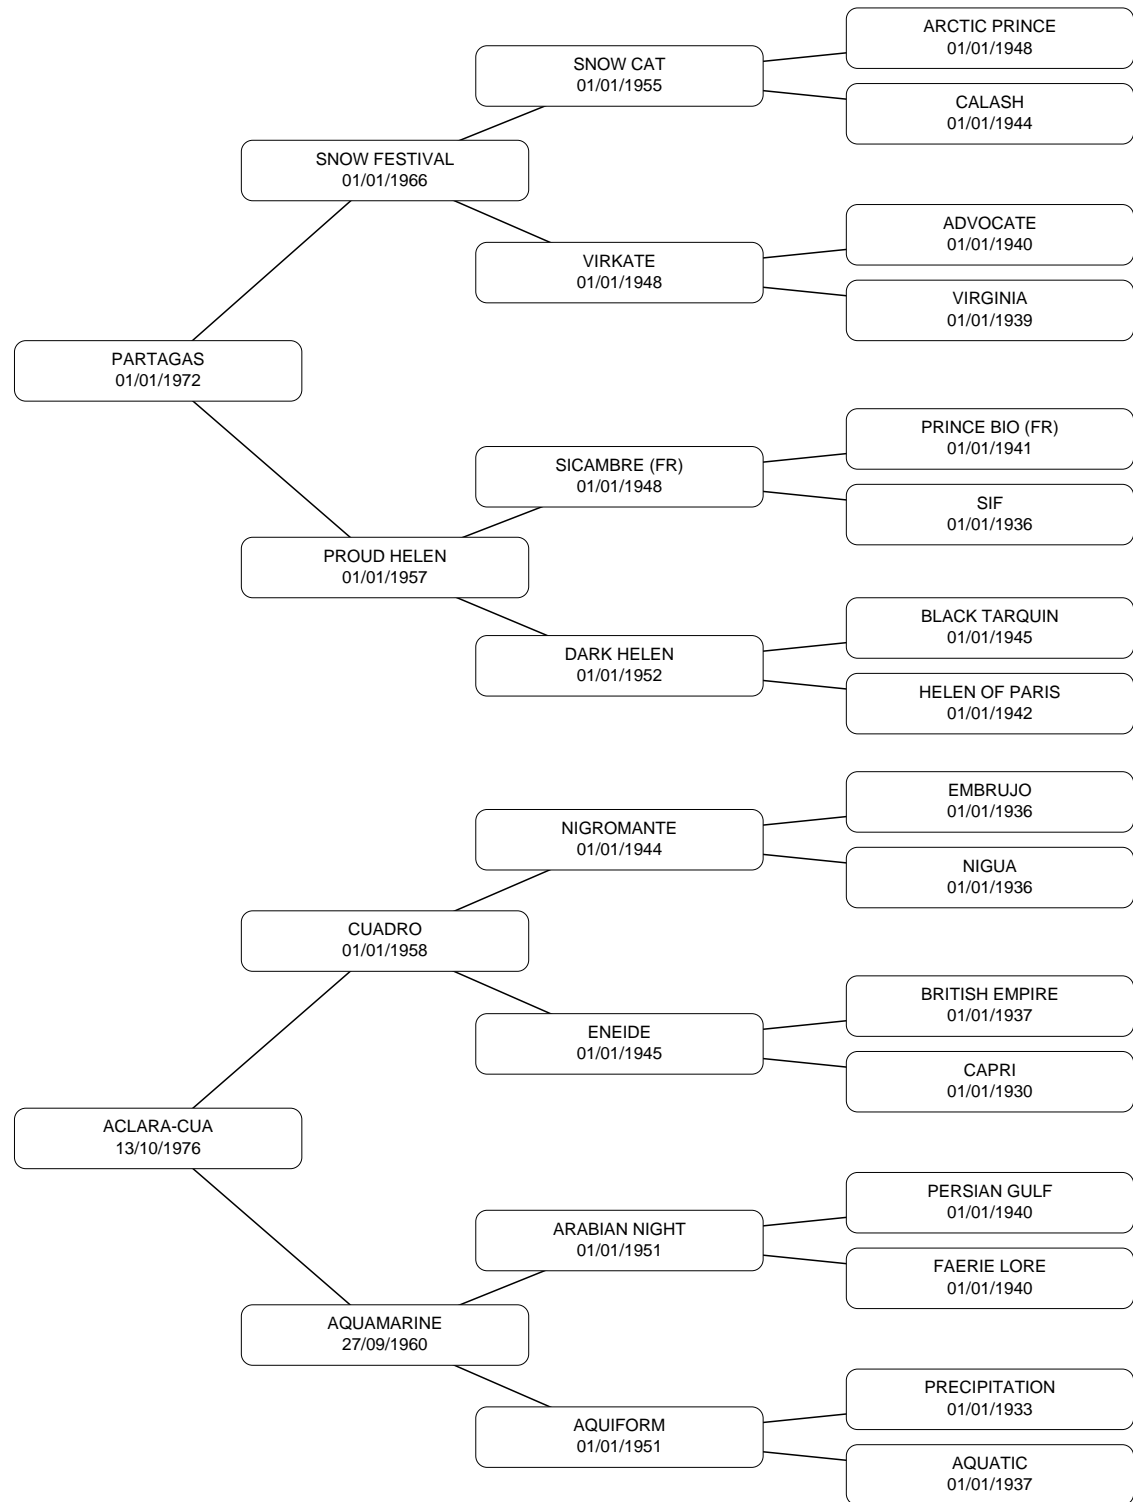 ARCTIC PRINCE
01/01/1948
SNOW CAT
01/01/1955
CALASH
01/01/1944
SNOW FESTIVAL
01/01/1966
ADVOCATE
01/01/1940
VIRKATE
01/01/1948
VIRGINIA
01/01/1939
PARTAGAS
01/01/1972
PRINCE BIO (FR)
01/01/1941
SICAMBRE (FR)
01/01/1948
SIF
01/01/1936
PROUD HELEN
01/01/1957
BLACK TARQUIN
01/01/1945
DARK HELEN
01/01/1952
HELEN OF PARIS
01/01/1942
EMBRUJO
01/01/1936
NIGROMANTE
01/01/1944
NIGUA
01/01/1936
CUADRO
01/01/1958
BRITISH EMPIRE
01/01/1937
ENEIDE
01/01/1945
CAPRI
01/01/1930
ACLARA-CUA
13/10/1976
PERSIAN GULF
01/01/1940
ARABIAN NIGHT
01/01/1951
FAERIE LORE
01/01/1940
AQUAMARINE
27/09/1960
PRECIPITATION
01/01/1933
AQUIFORM
01/01/1951
AQUATIC
01/01/1937